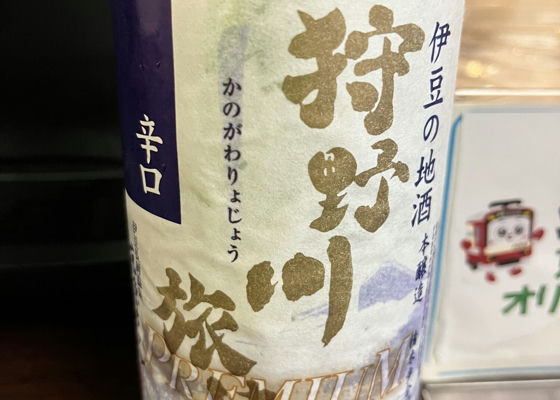 伊豆の地酒
本醸造
狩野川
旅
かのがわりょじょう
辛口
PREMIUM
オリ